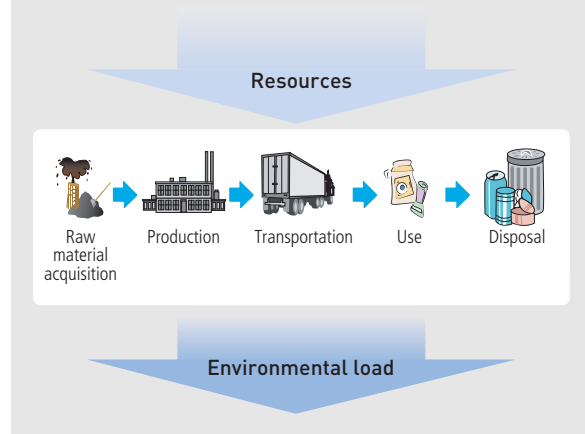 Resources
Raw
material
acquisition
Production
Transportation
Use
Disposal
Environmental load